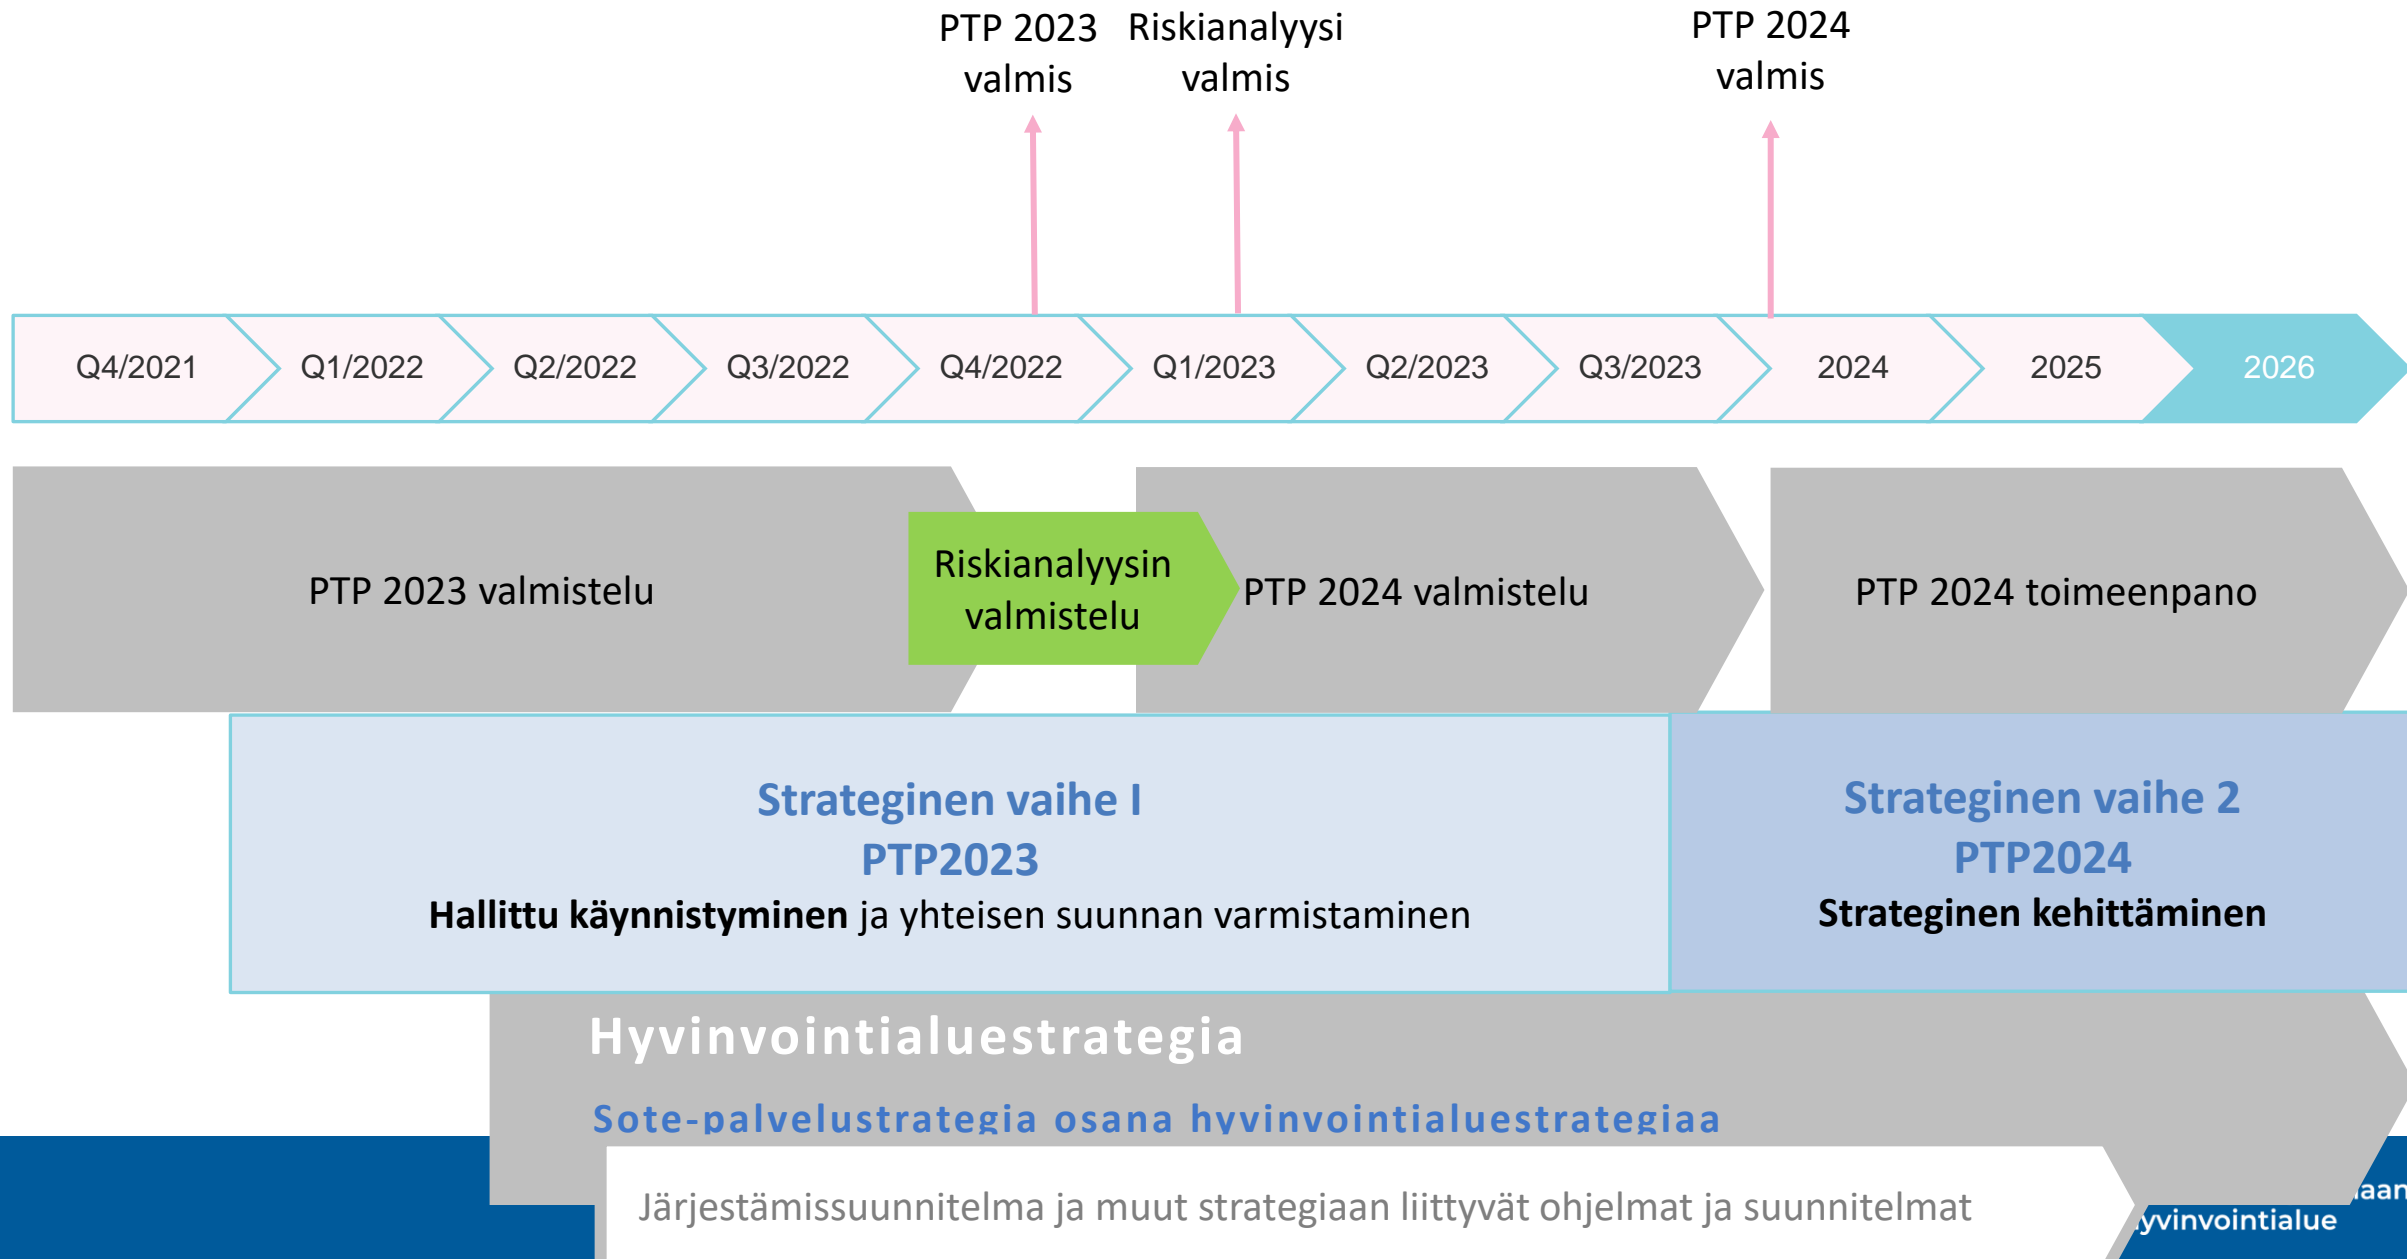 PTP 2023
valmis
Riskianalyysi
valmis
PTP 2024
valmis
Q4/2021
Q1/2022
Q2/2022
Q3/2022
Q4/2022
Q1/2023
Q2/2023
Q3/2023
2024
2025
2026
PTP 2023 valmistelu
Riskianalyysin
valmistelu
PTP 2024 valmistelu
PTP 2024 toimeenpano
Strateginen vaihe I
PTP2023
Hallittu käynnistyminen ja yhteisen suunnan varmistaminen
Strateginen vaihe 2
PTP2024
Strateginen kehittäminen
Hyvinvointialuestrategia
Sote-palvelustrategia osana hyvinvointialuestrategiaa
Järjestämissuunnitelma ja muut strategiaan liittyvät ohjelmat ja suunnitelmat
yvinvointialue